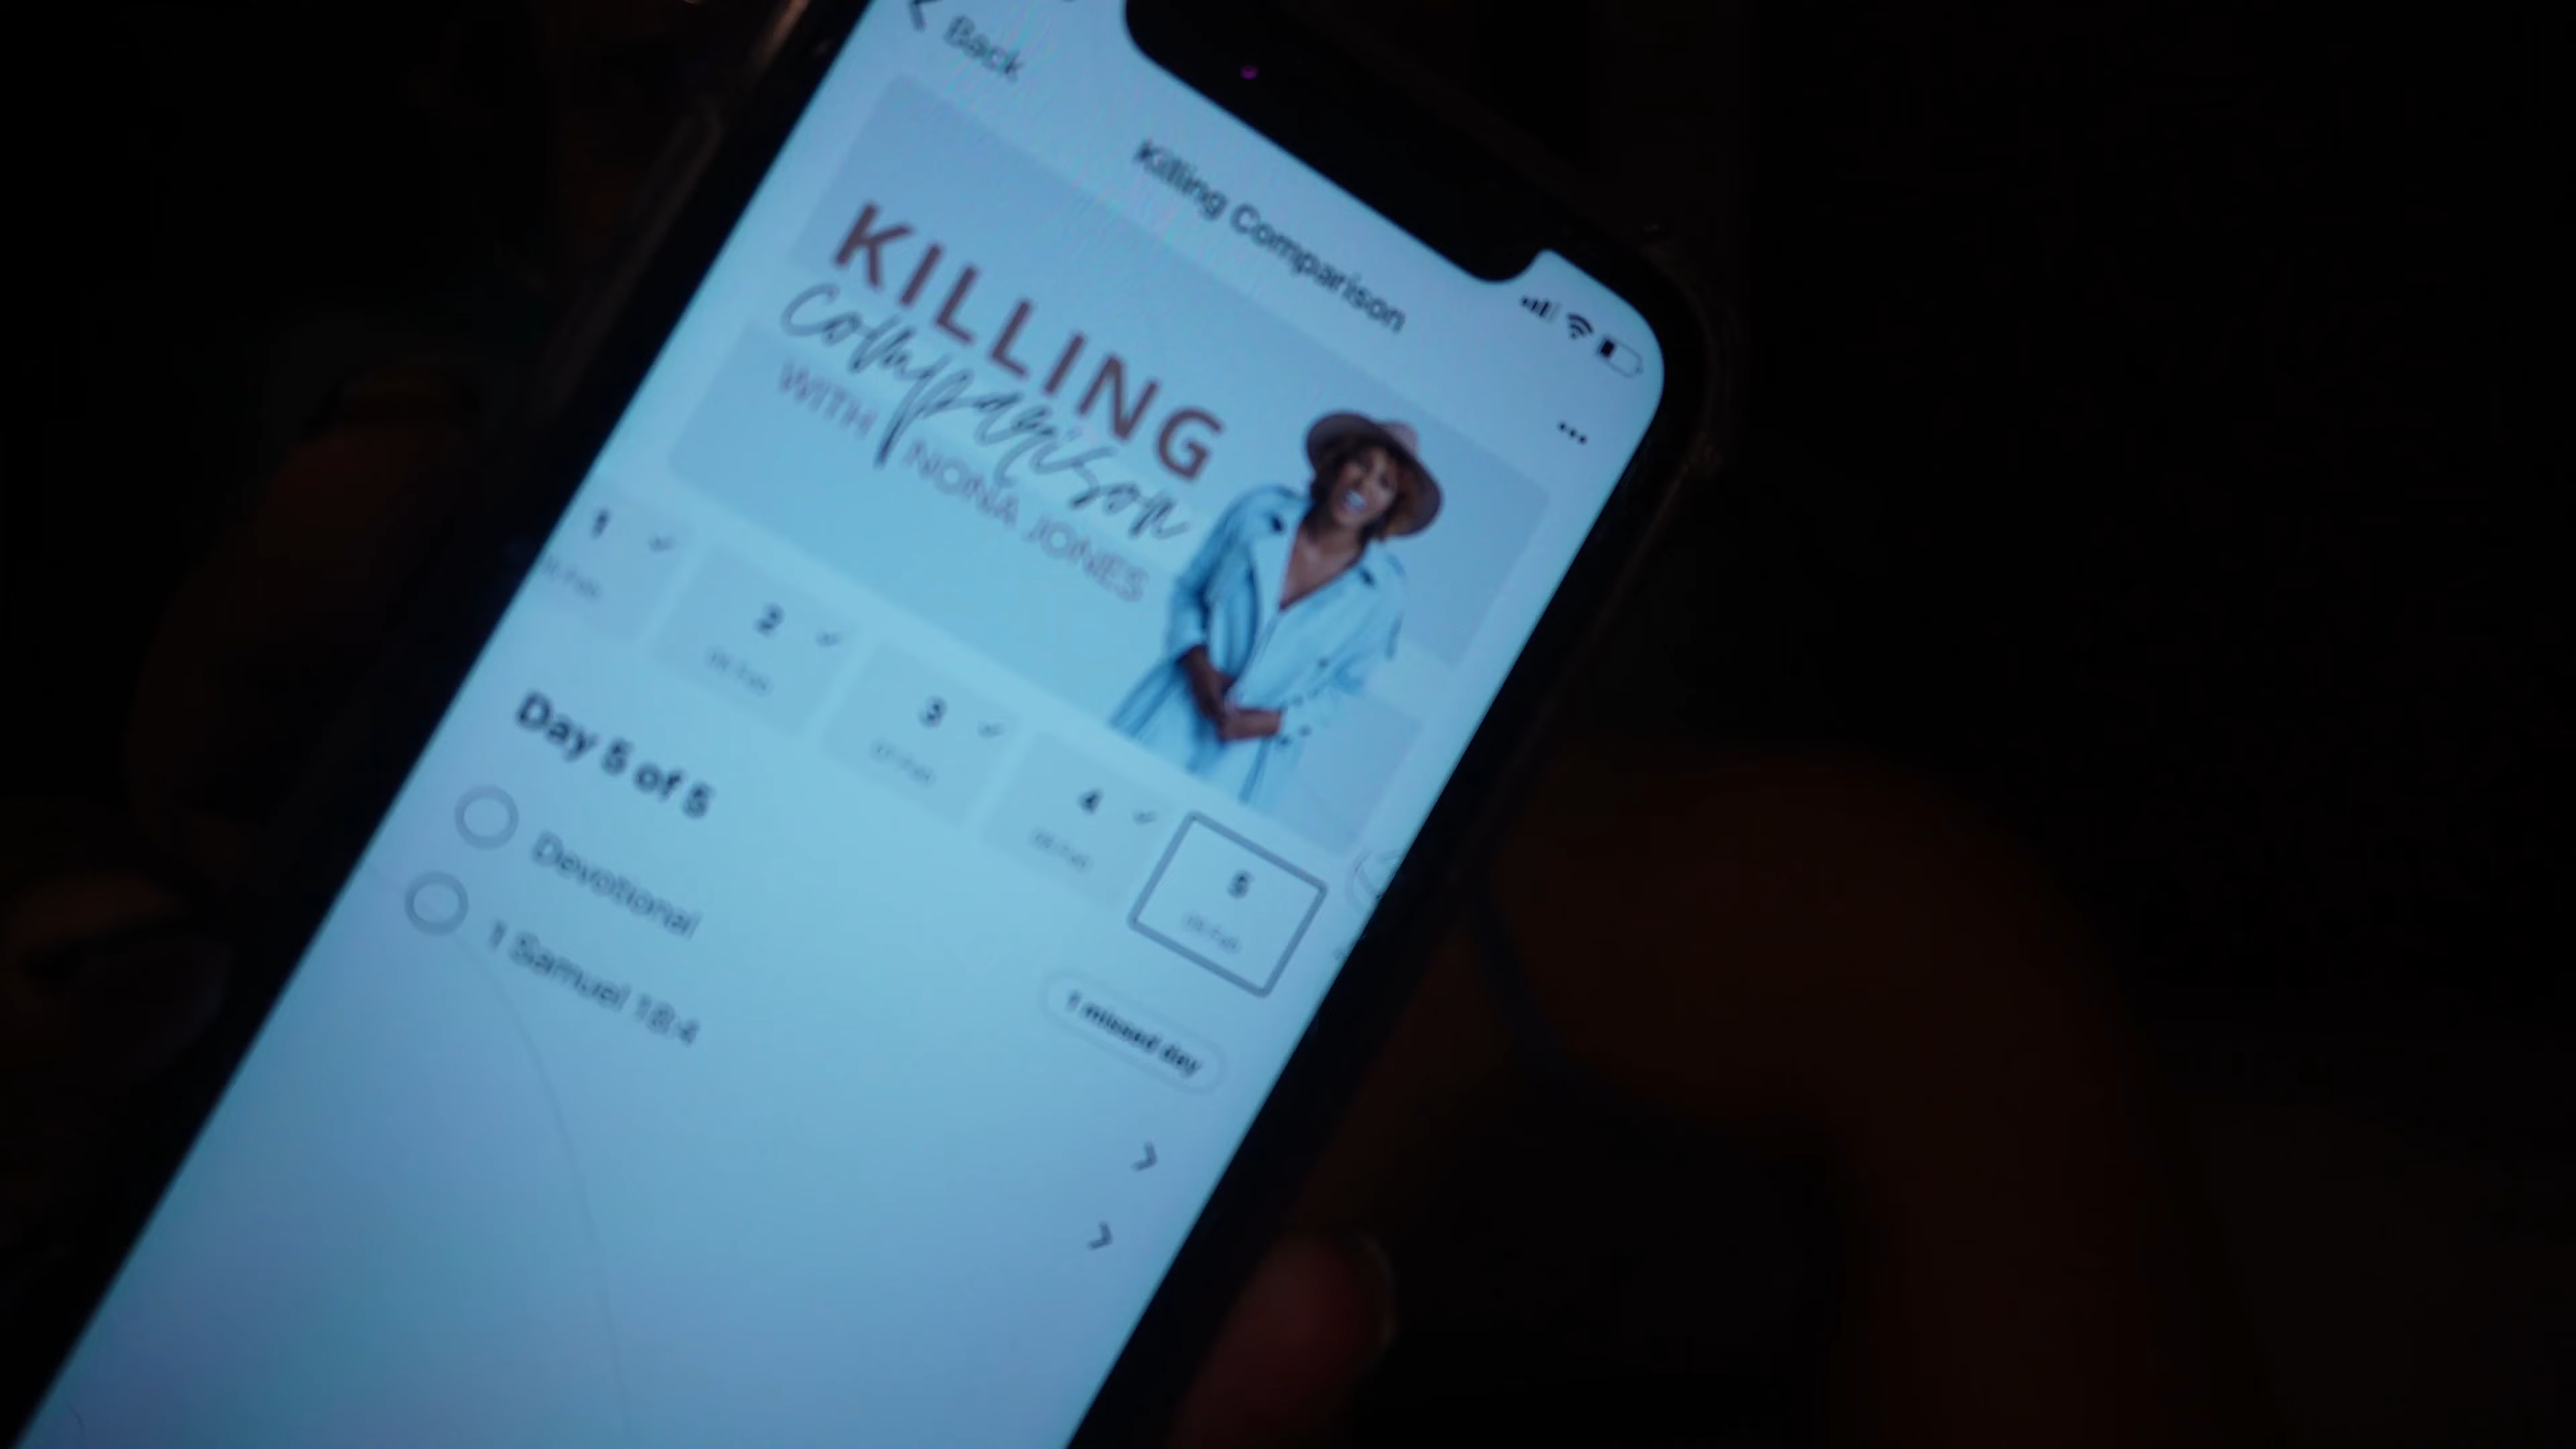 Back
Killing Comparison
KILLING
comparison
WITH NONA JONES
1
2
3
4
5
Day 5 of 5
1 missed day
Devotional
1 Samuel 18:4